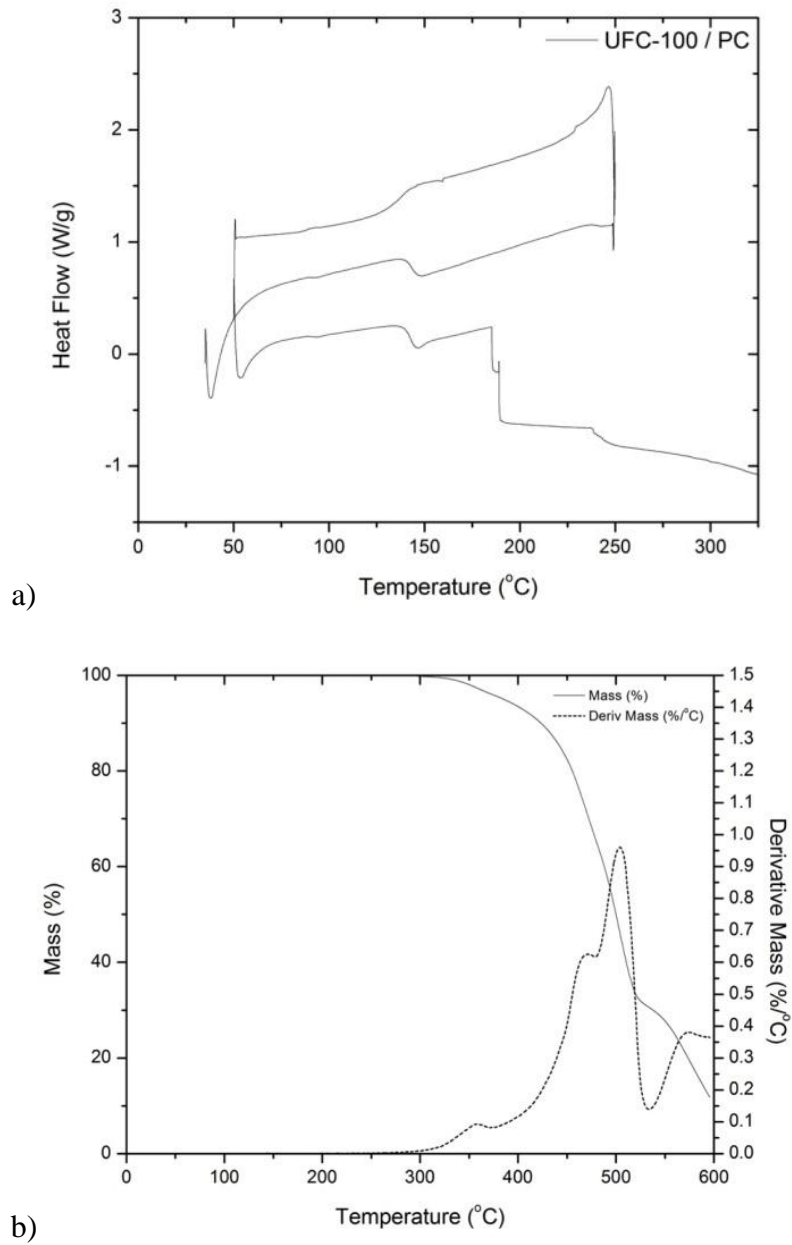 3
UFC-100 / PC
2
1
0
-1
Heat Flow (W/g)
0 50 100 150 200 250 300
Temperature (°C)
a)
100
80
60
40
20
0
Mass (%)
Mass (%)
Deriv Mass (%/°C)
1.5
1.4
1.3
1.2
1.1
1.0
0.9
0.8
0.7
0.6
0.5
0.4
0.3
0.2
0.1
0.0
Derivative Mass (%/°C)
0 100 200 300 400 500 600
Temperature (°C)
b)